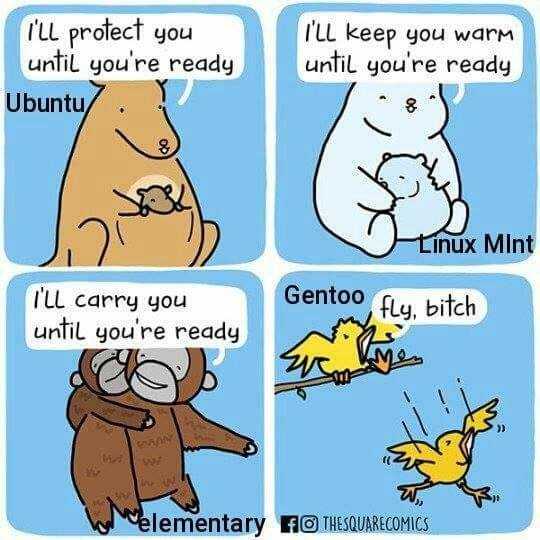 I'LL protect you
until you're ready
Ubuntu
I'LL keep you warm
until you're ready
Linux MInt
I'LL carry you
until you're ready
elementary
Gentoo
fly, bitch
THESQUARECOMICS